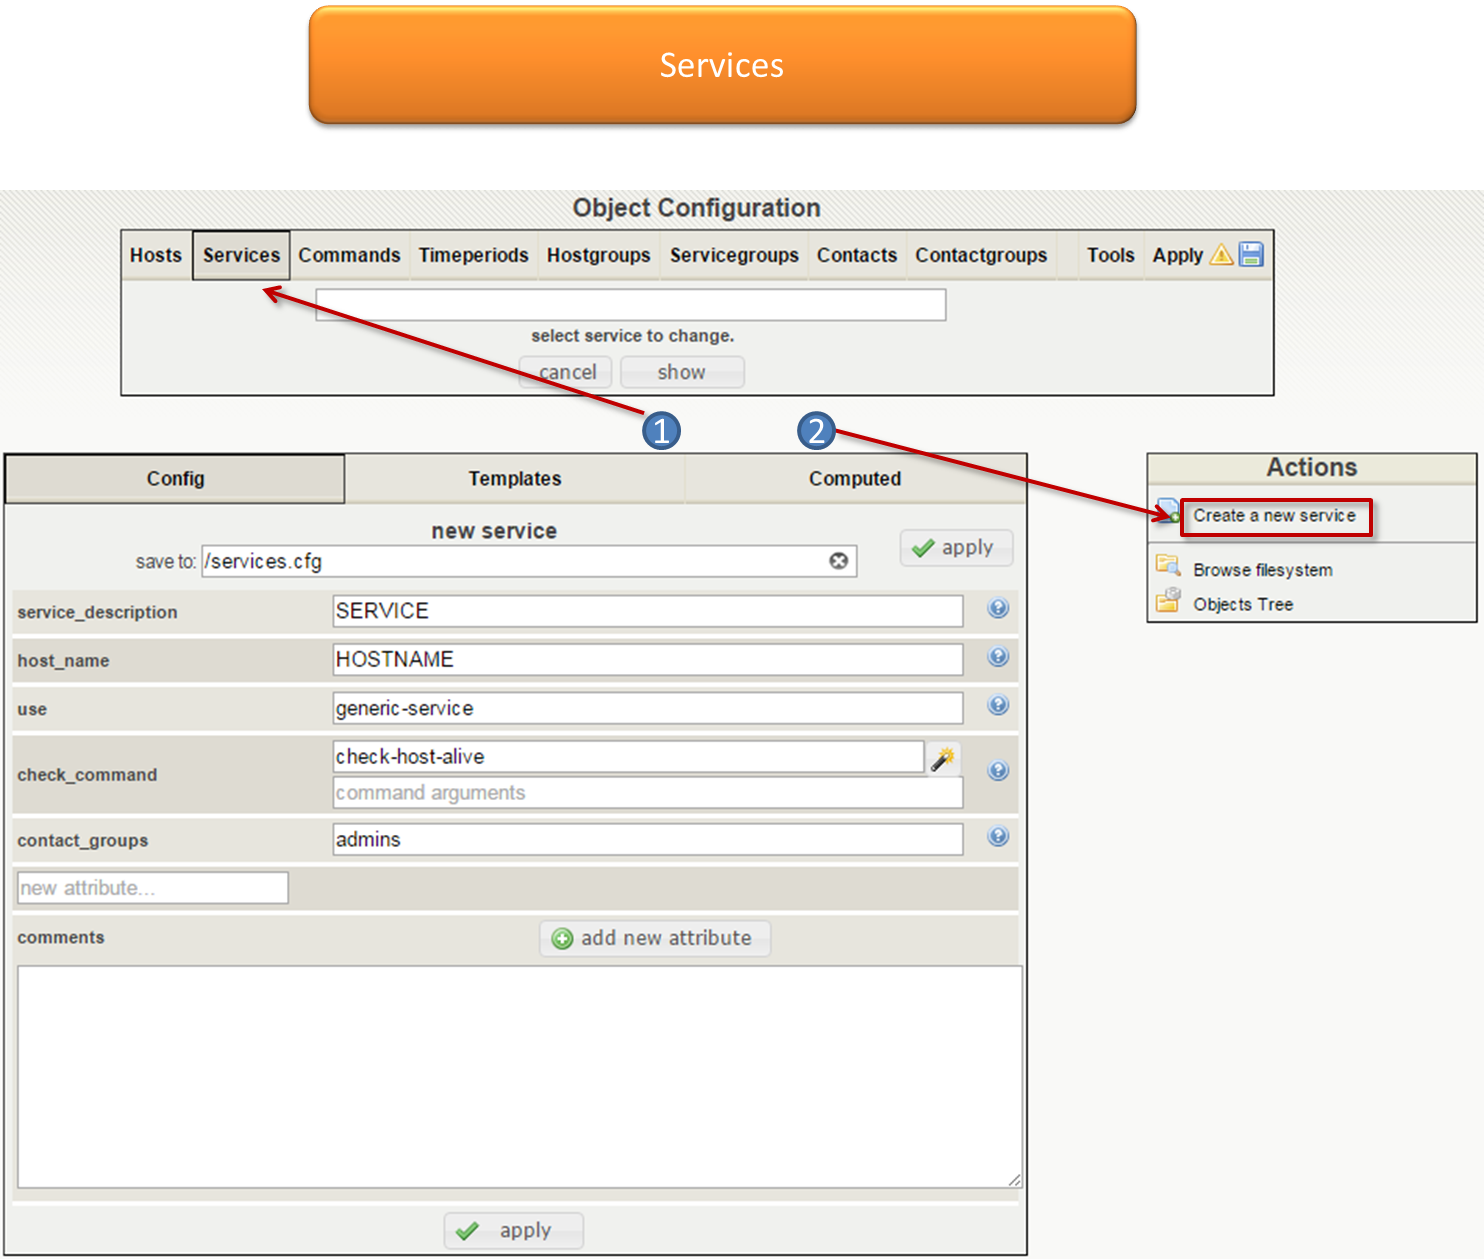 Services
Object Configuration
Hosts Services Commands Timeperiods Hostgroups Servicegroups Contacts Contactgroups Tools Apply
select service to change.
cancel show
1 2
Config Templates Computed
Actions
Create a new service
Browse filesystem
Objects Tree
new service
save to: /services.cfg
apply
service_description SERVICE
host_name HOSTNAME
use generic-service
check_command check-host-alive
command arguments
contact_groups admins
new attribute...
comments add new attribute
apply